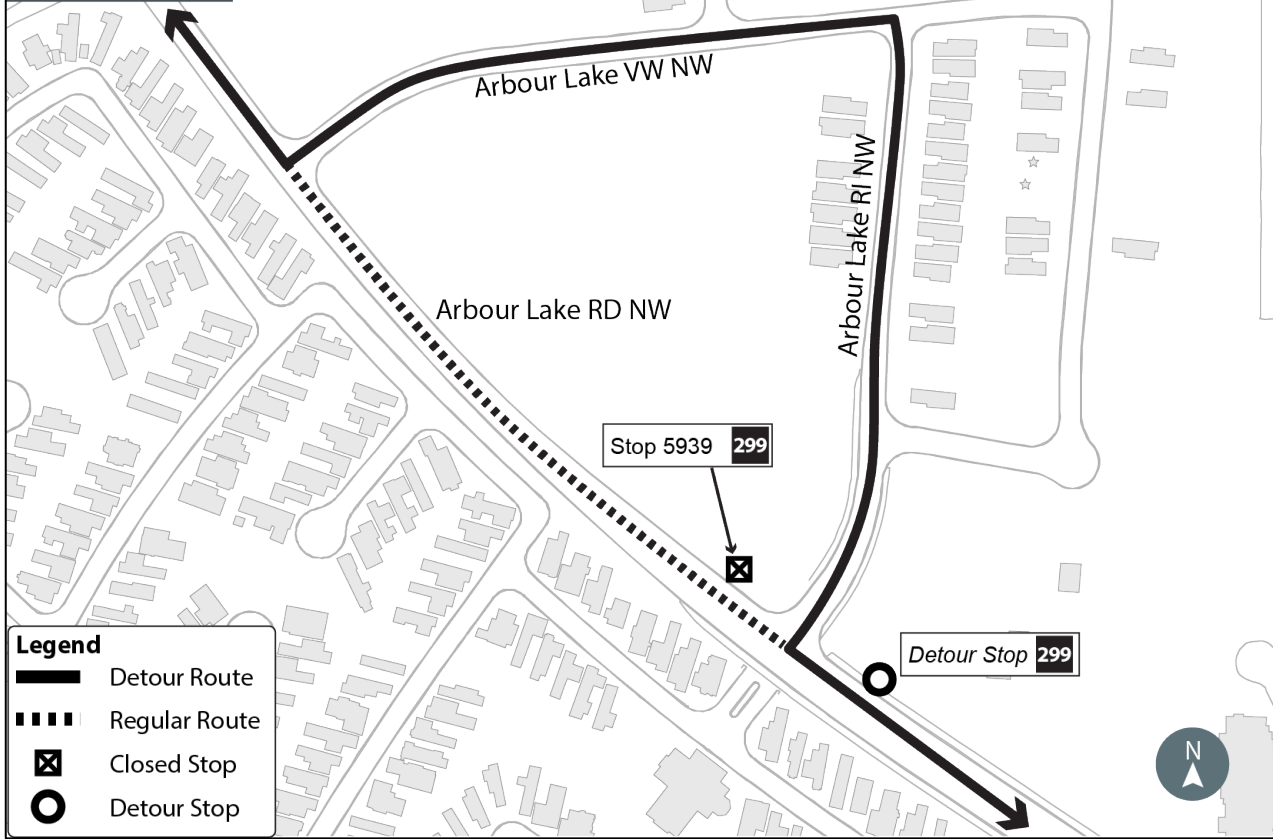 Arbour Lake VW NW
Arbour Lake RI NW
Arbour Lake RD NW
Stop 5939 299
Detour Stop 299
Legend
Detour Route
Regular Route
Closed Stop
Detour Stop
N